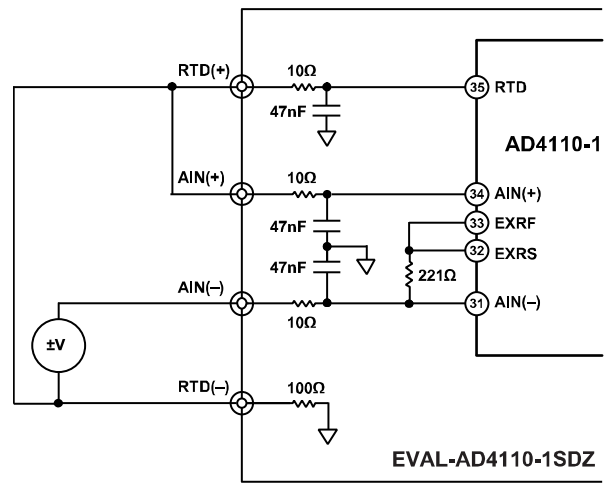 RTD(+)
10Ω
35 RTD
47nF
AD4110-1
AIN(+)
10Ω
34 AIN(+)
47nF
33 EXRF
32 EXRS
47nF
221Ω
AIN(–)
31 AIN(–)
10Ω
±V
RTD(–)
100Ω
EVAL-AD4110-1SDZ